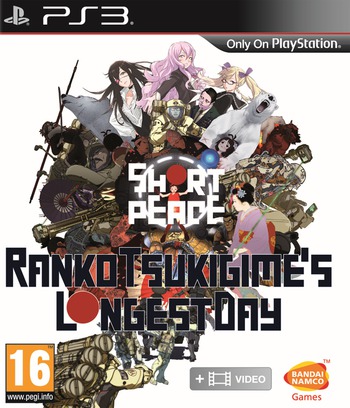 PS3
Only On PlayStation®
SHORT
PEACE
RANKO TSUKIGIME'S
LONGEST DAY
16
www.pegi.info
+ VIDEO
BANDAI
NAMCO
Games